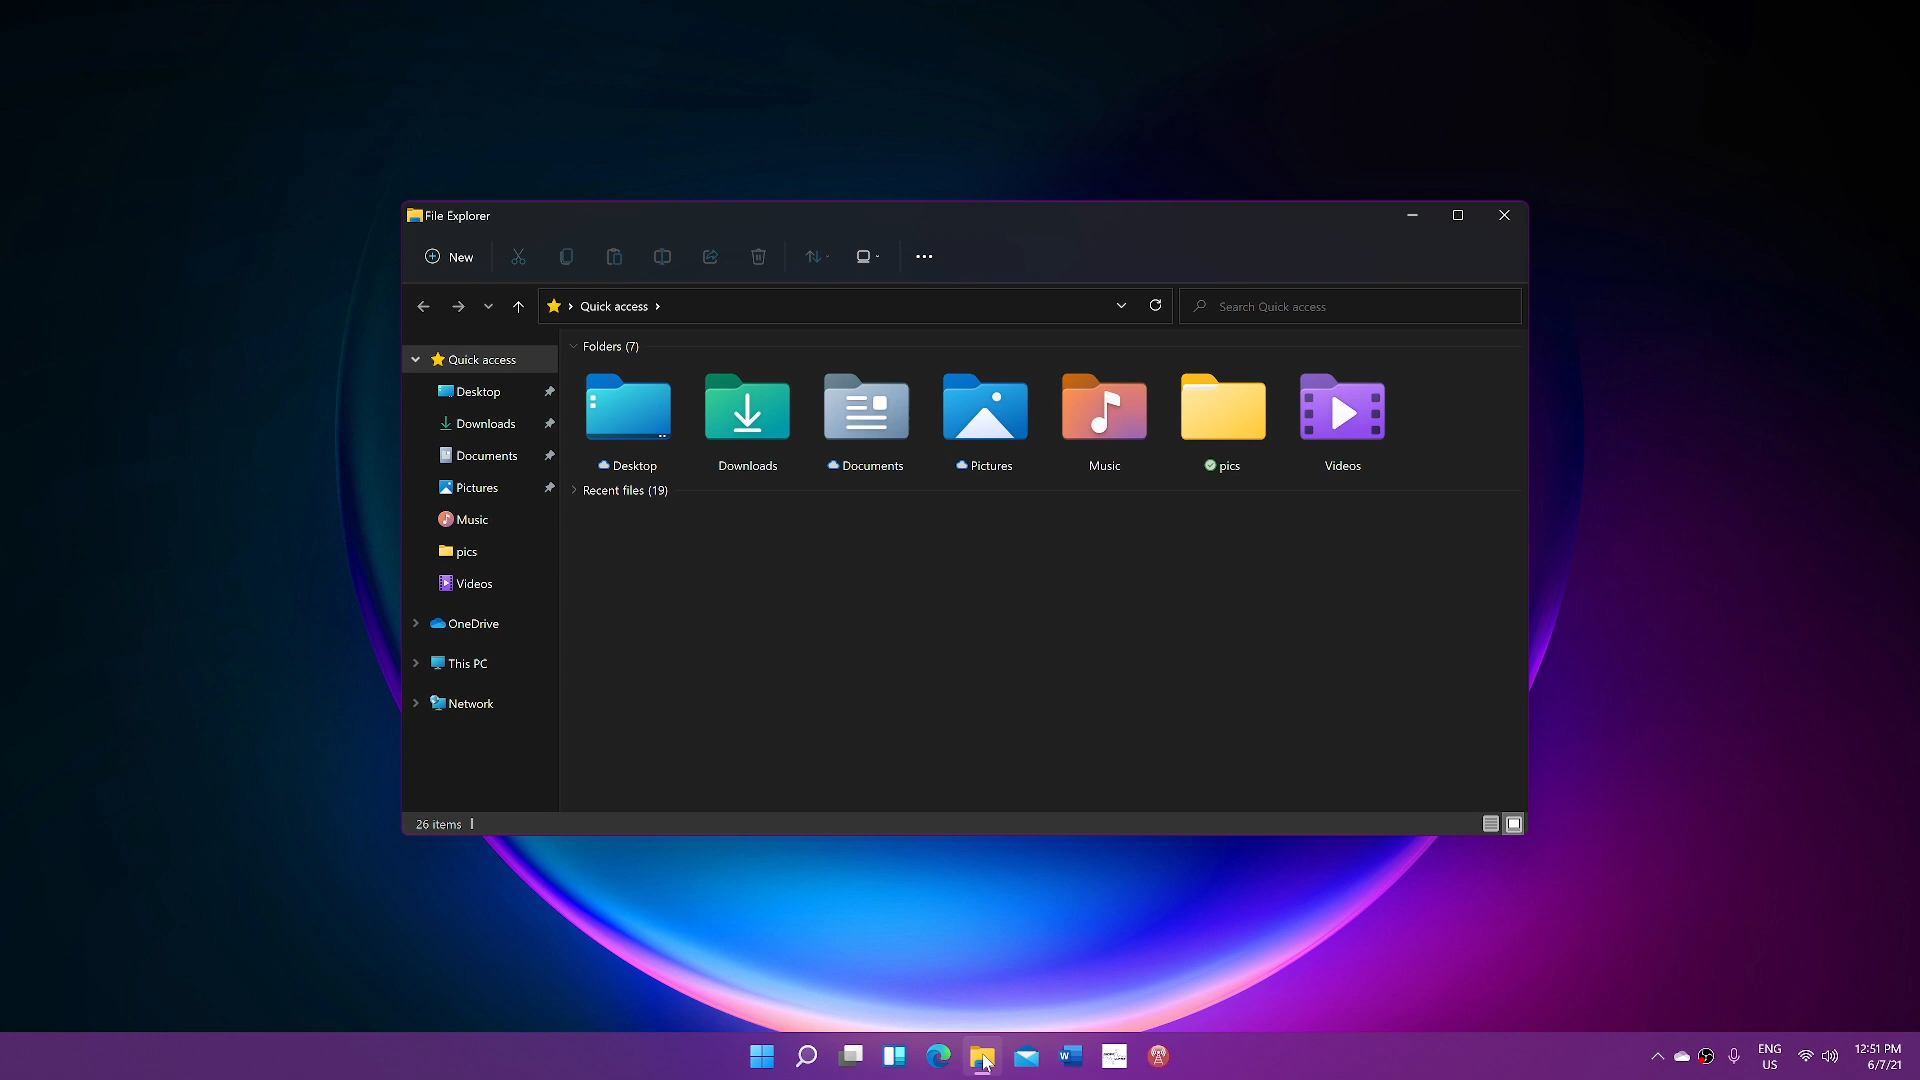 File Explorer
New
Quick access
Search Quick access
Quick access
Desktop
Downloads
Documents
Pictures
Music
pics
Videos
OneDrive
This PC
Network
Folders (7)
Desktop
Downloads
Documents
Pictures
Music
pics
Videos
Recent files (19)
26 items
W
ENG
US
12:51 PM
6/7/21